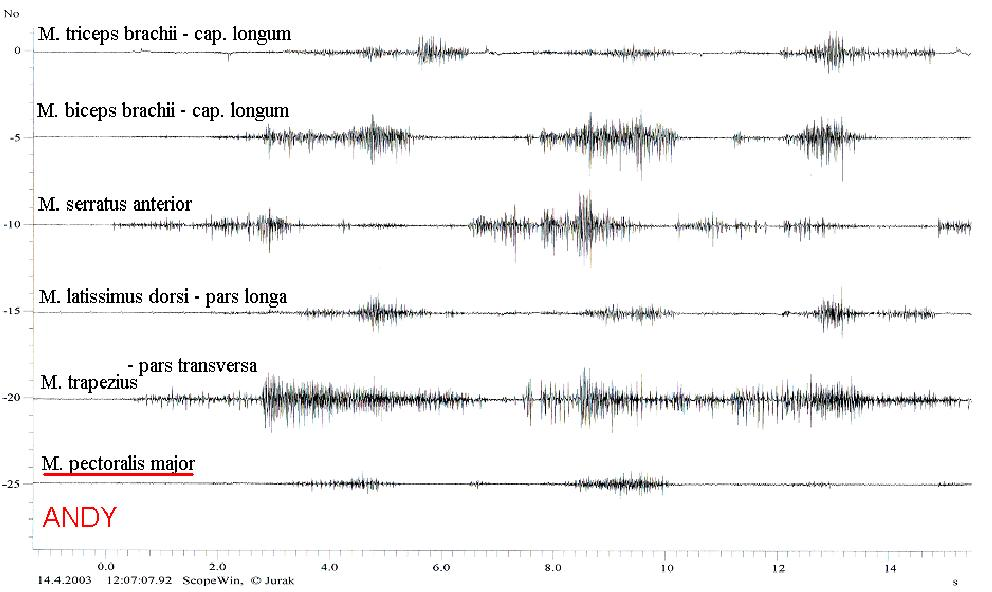 No
M. triceps brachii - cap. longum
0
M. biceps brachii - cap. longum
-5
M. serratus anterior
-10
M. latissimus dorsi - pars longa
-15
- pars transversa
M. trapezius
-20
M. pectoralis major
-25
ANDY
0.0 2.0 4.0 6.0 8.0 10 12 14
14.4.2003 12:07:07.92 ScopeWin, © Jurak s